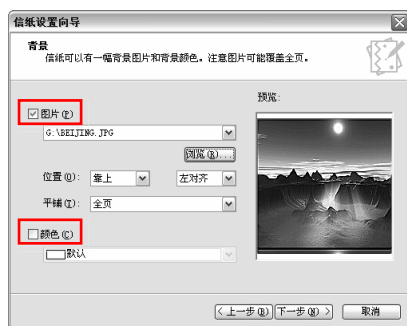 信纸设置向导
背景
信纸可以有一幅背景图片和背景颜色。注意图片可能覆盖全页。
预览:
图片(P)
G:\BEIJING.JPG
浏览(R)...
位置(O): 靠上 左对齐
平铺(T): 全页
颜色(C)
默认
< 上一步(B) 下一步(N) > 取消